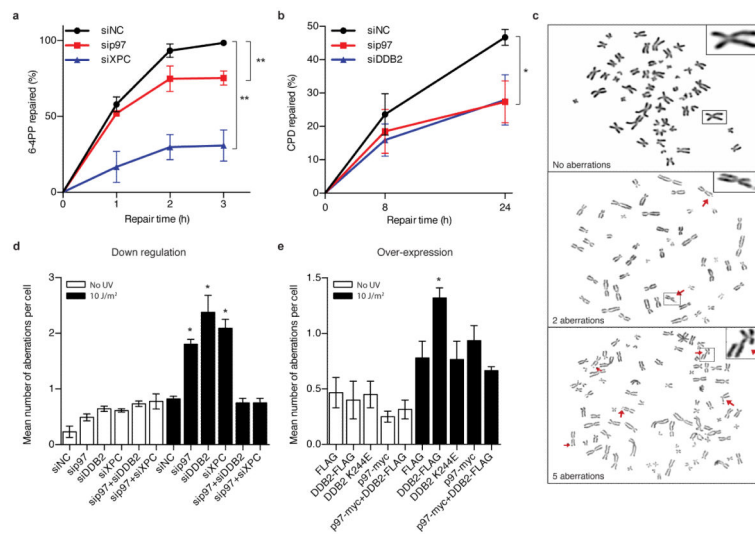 a
siNC
sip97
siXPC
6-4PP repaired (%)
100
50
0
**
**
0
1
2
3
Repair time (h)
b
siNC
sip97
siDDB2
CPD repaired (%)
60
50
40
30
20
10
0
*
0
8
24
Repair time (h)
c
No aberrations
2 aberrations
5 aberrations
d
Down regulation
No UV
10 J/m²
Mean number of aberrations per cell
3
2
1
0
*
*
*
siNC
sip97
siDDB2
siXPC
sip97+siDDB2
sip97+siXPC
siNC
sip97
siDDB2
siXPC
sip97+siDDB2
sip97+siXPC
e
Over-expression
No UV
10 J/m²
Mean number of aberrations per cell
1.5
1.0
0.5
0.0
*
FLAG
DDB2-FLAG
DDB2 K244E
p97-myc
p97-myc+DDB2-FLAG
FLAG
DDB2-FLAG
DDB2 K244E
p97-myc
p97-myc+DDB2-FLAG